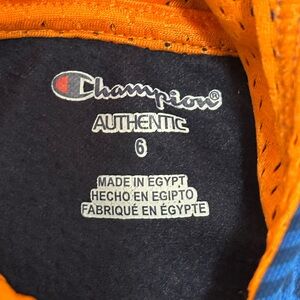 Champion®
AUTHENTIC
6
MADE IN EGYPT
HECHO EN EGIPTO
FABRIQUÉ EN ÉGYPTE